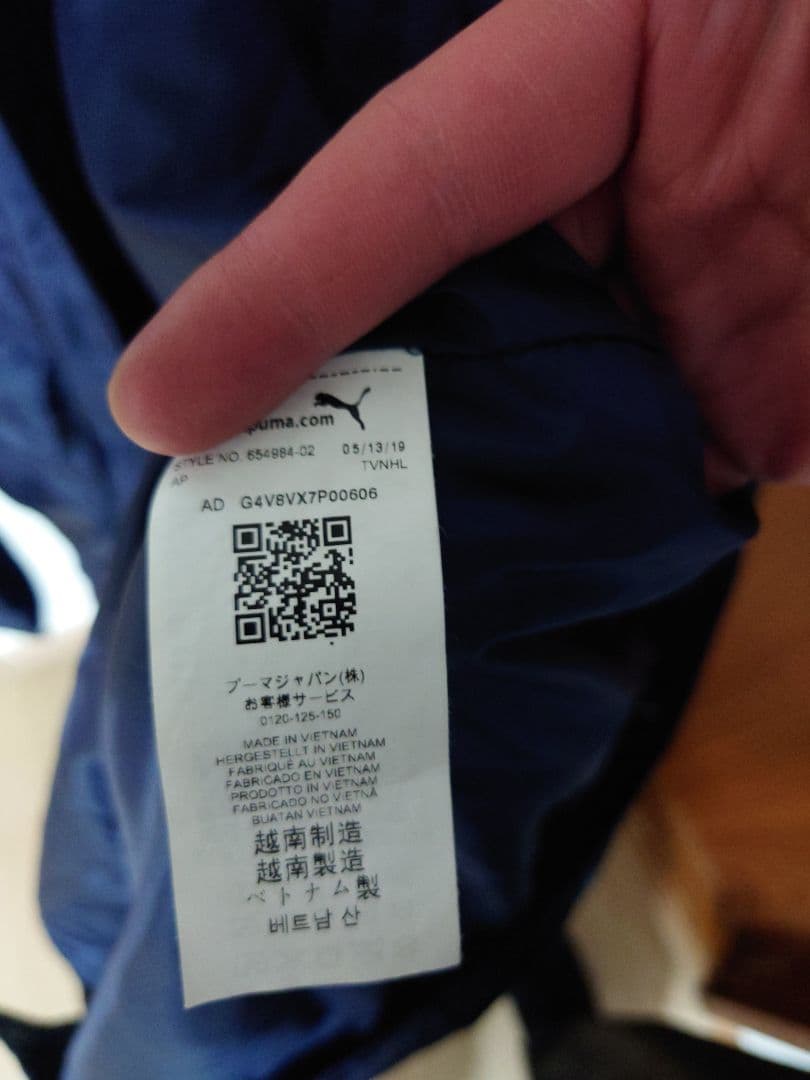 puma.com
STYLE NO. 654984-02 05/13/19
AP TVNHL
AD G4V8VX7P00606
プーマジャパン(株)
お客様サービス
0120-125-150
MADE IN VIETNAM
HERGESTELLT IN VIETNAM
FABRIQUÉ AU VIETNAM
FABRICADO EN VIETNAM
PRODOTTO IN VIETNAM
FABRICADO NO VIETNÃ
BUATAN VIETNAM
越南制造
越南製造
ベトナム製
베트남 산